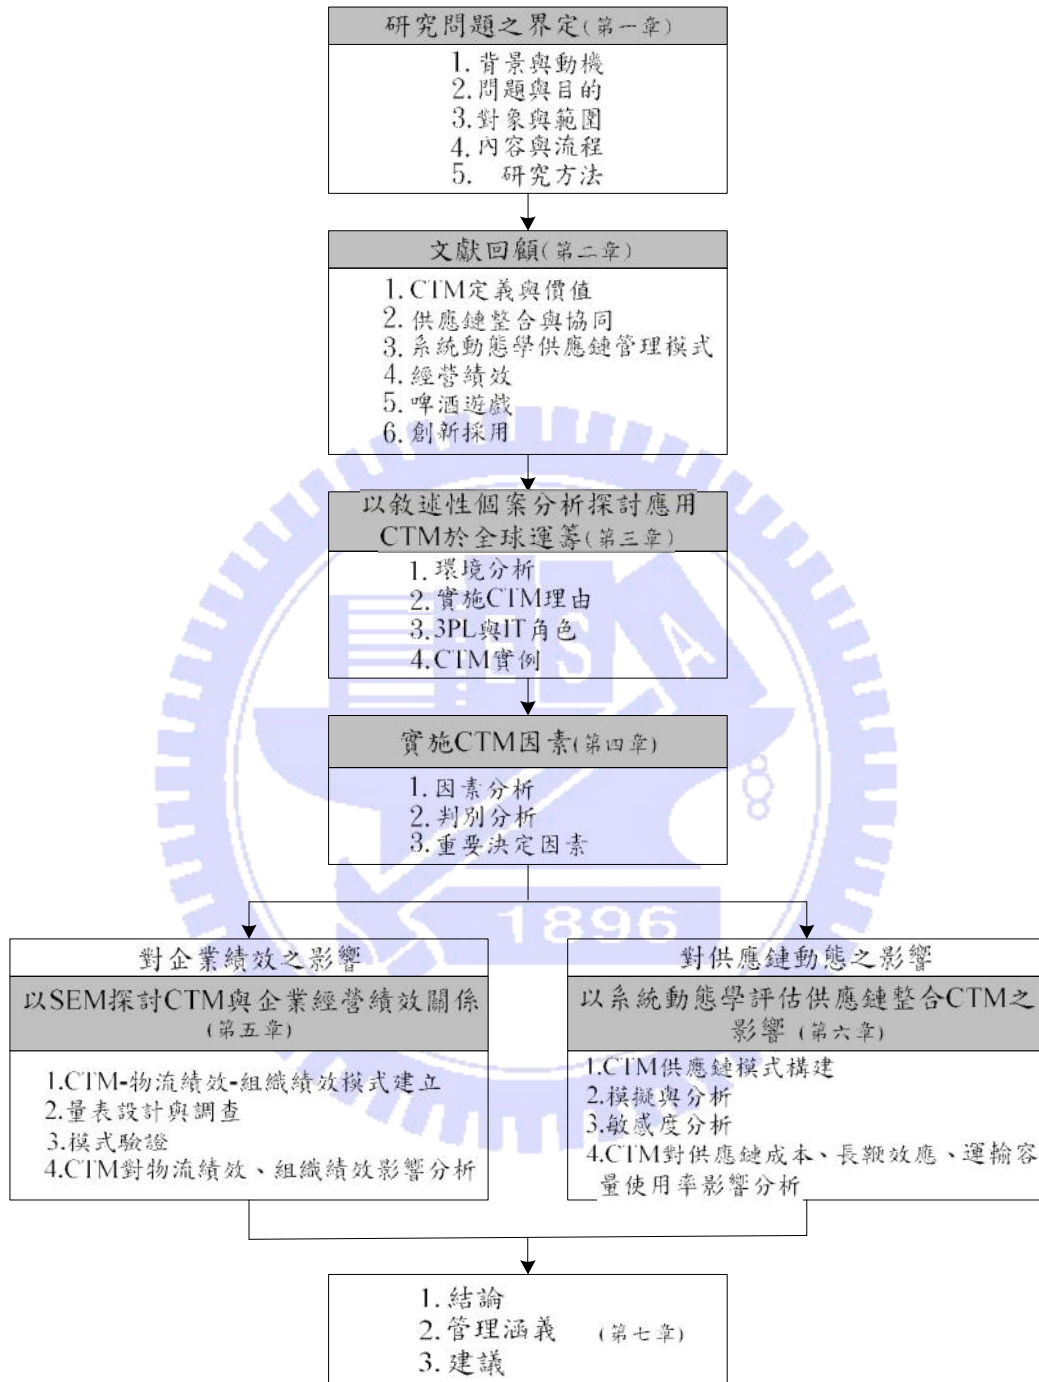 研究問題之界定(第一章)
1. 背景與動機
2. 問題與目的
3. 對象與範圍
4. 內容與流程
5. 研究方法
文獻回顧(第二章)
1. CTM定義與價值
2. 供應鏈整合與協同
3. 系統動態學供應鏈管理模式
4. 經營績效
5. 啤酒遊戲
6. 創新採用
以敘述性個案分析探討應用
CTM於全球運籌(第三章)
1. 環境分析
2. 實施CTM理由
3. 3PL與IT角色
4. CTM實例
ESA
實施CTM因素(第四章)
1. 因素分析
2. 判別分析
3. 重要決定因素
1896
對企業績效之影響
以SEM探討CTM與企業經營績效關係
(第五章)
1.CTM-物流績效-組織績效模式建立
2.量表設計與調查
3.模式驗證
4.CTM對物流績效、組織績效影響分析
對供應鏈動態之影響
以系統動態學評估供應鏈整合CTM之
影響 (第六章)
1.CTM供應鏈模式構建
2.模擬與分析
3.敏感度分析
4.CTM對供應鏈成本、長鞭效應、運輸容
量使用率影響分析
1. 結論
2. 管理涵義 (第七章)
3. 建議